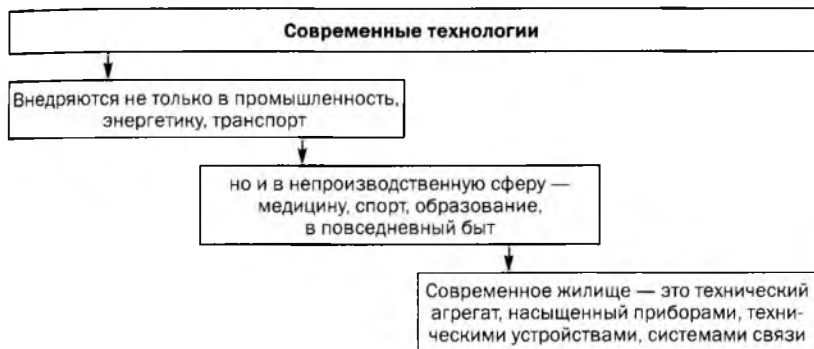 Современные технологии
Внедряются не только в промышленность,
энергетику, транспорт
но и в непроизводственную сферу —
медицину, спорт, образование,
в повседневный быт
Современное жилище — это технический
агрегат, насыщенный приборами, техни-
ческими устройствами, системами связи